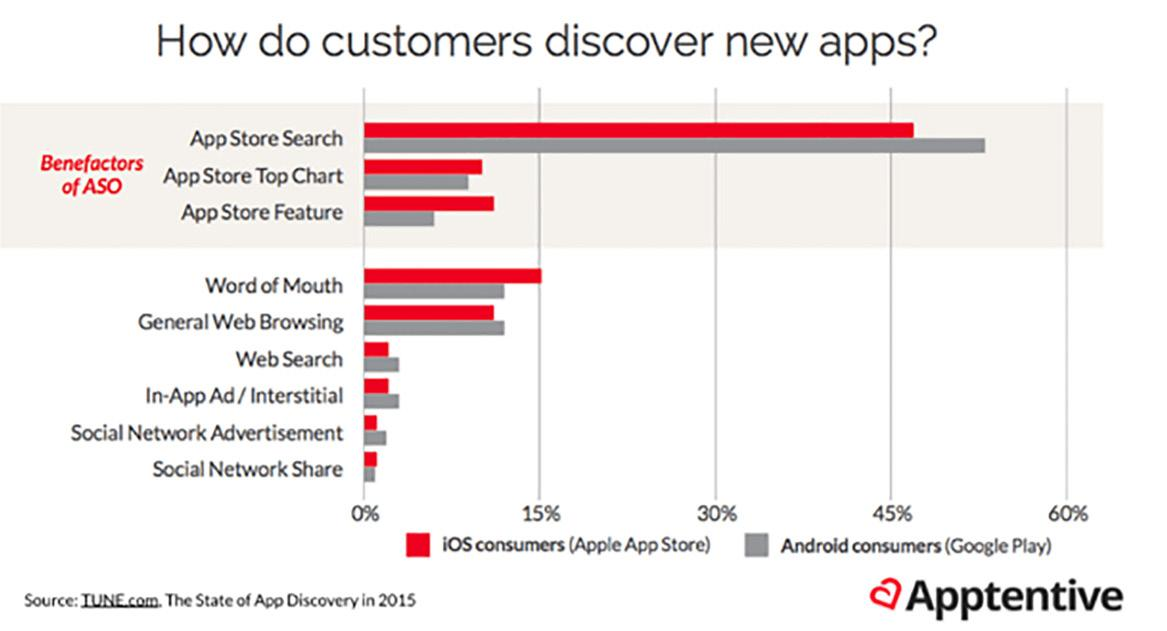 How do customers discover new apps?
Benefactors
of ASO
App Store Search
App Store Top Chart
App Store Feature
Word of Mouth
General Web Browsing
Web Search
In-App Ad / Interstitial
Social Network Advertisement
Social Network Share
0% 15% 30% 45% 60%
iOS consumers (Apple App Store) Android consumers (Google Play)
Source: TUNE.com, The State of App Discovery in 2015
Apptentive